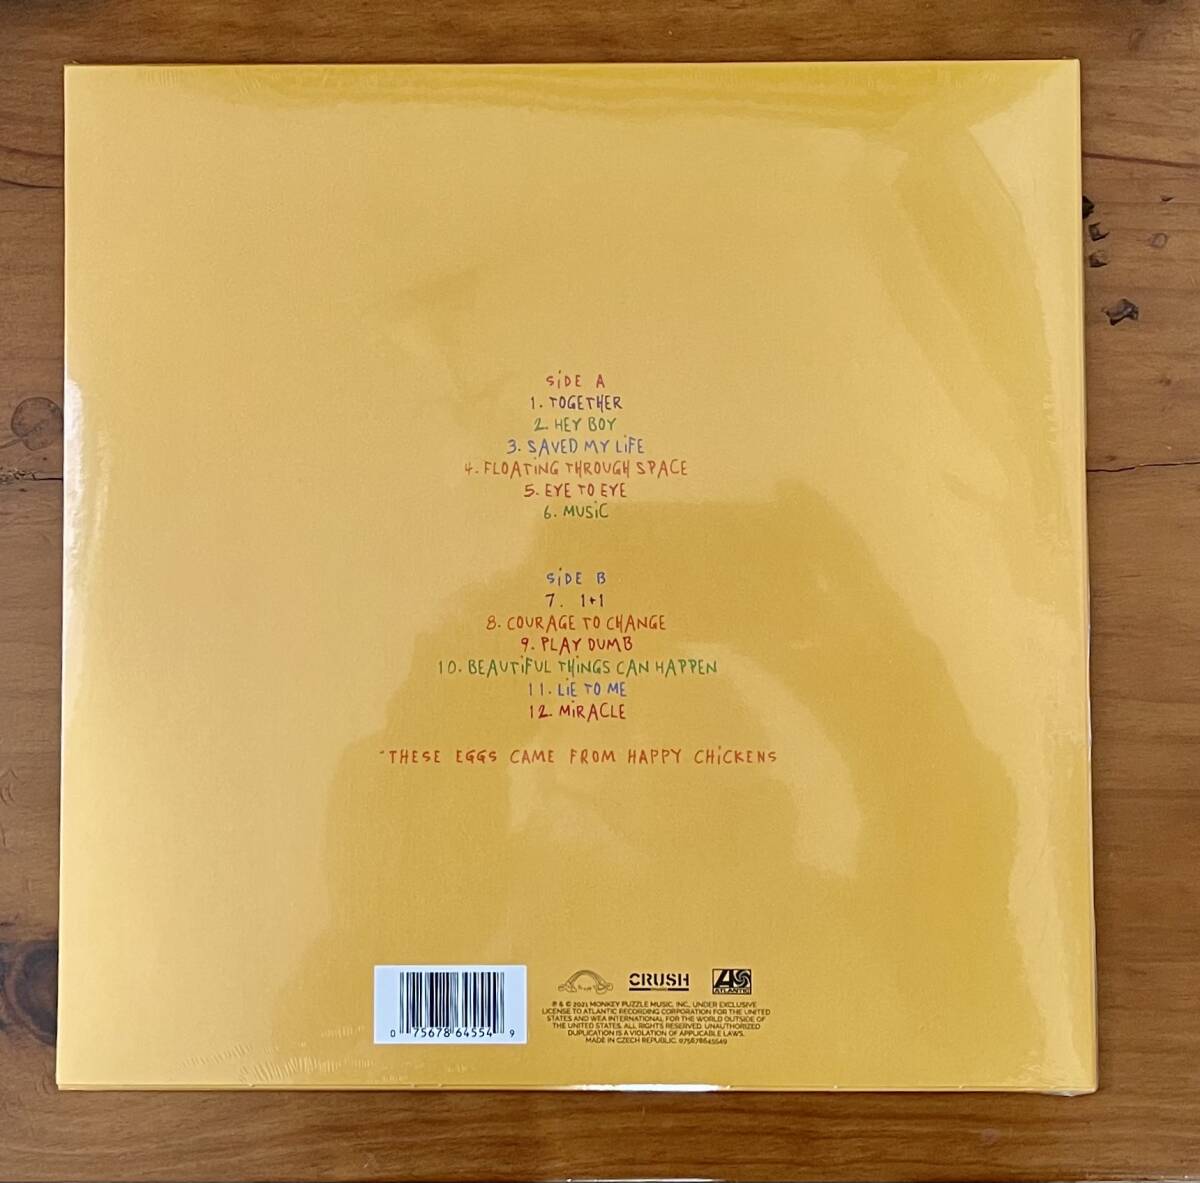 SiDE A
1. TOGETHER
2. HEY BOY
3. SAVED MY LiFE
4. FLOATiNG THROUGH SPACE
5. EYE TO EYE
6. MUSiC
SiDE B
7. 1+1
8. COURAGE TO CHANGE
9. PLAY DUMB
10. BEAUTiFUL THiNGS CAN HAPPEN
11. LiE TO ME
12. MiRACLE
*THESE EGGS CAME FROM HAPPY CHiCKENS
CRUSH
ATLANTIC
0 75678 64554 9
℗ & © 2021 MONKEY PUZZLE MUSIC, INC., UNDER EXCLUSIVE
LICENSE TO ATLANTIC RECORDING CORPORATION FOR THE UNITED
STATES AND WEA INTERNATIONAL FOR THE WORLD OUTSIDE OF
THE UNITED STATES. ALL RIGHTS RESERVED. UNAUTHORIZED
DUPLICATION IS A VIOLATION OF APPLICABLE LAWS.
MADE IN CZECH REPUBLIC. 075678645549